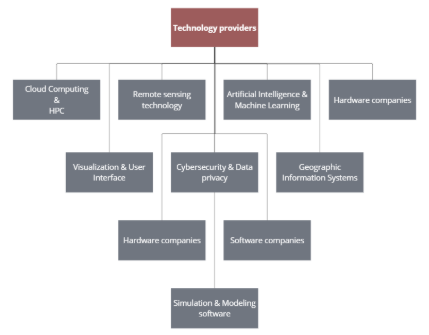 Technology providers
Cloud Computing
&
HPC
Remote sensing
technology
Artificial Intelligence &
Machine Learning
Hardware companies
Visualization & User
Interface
Cybersecurity & Data
privacy
Geographic
Information Systems
Hardware companies
Software companies
Simulation & Modeling
software